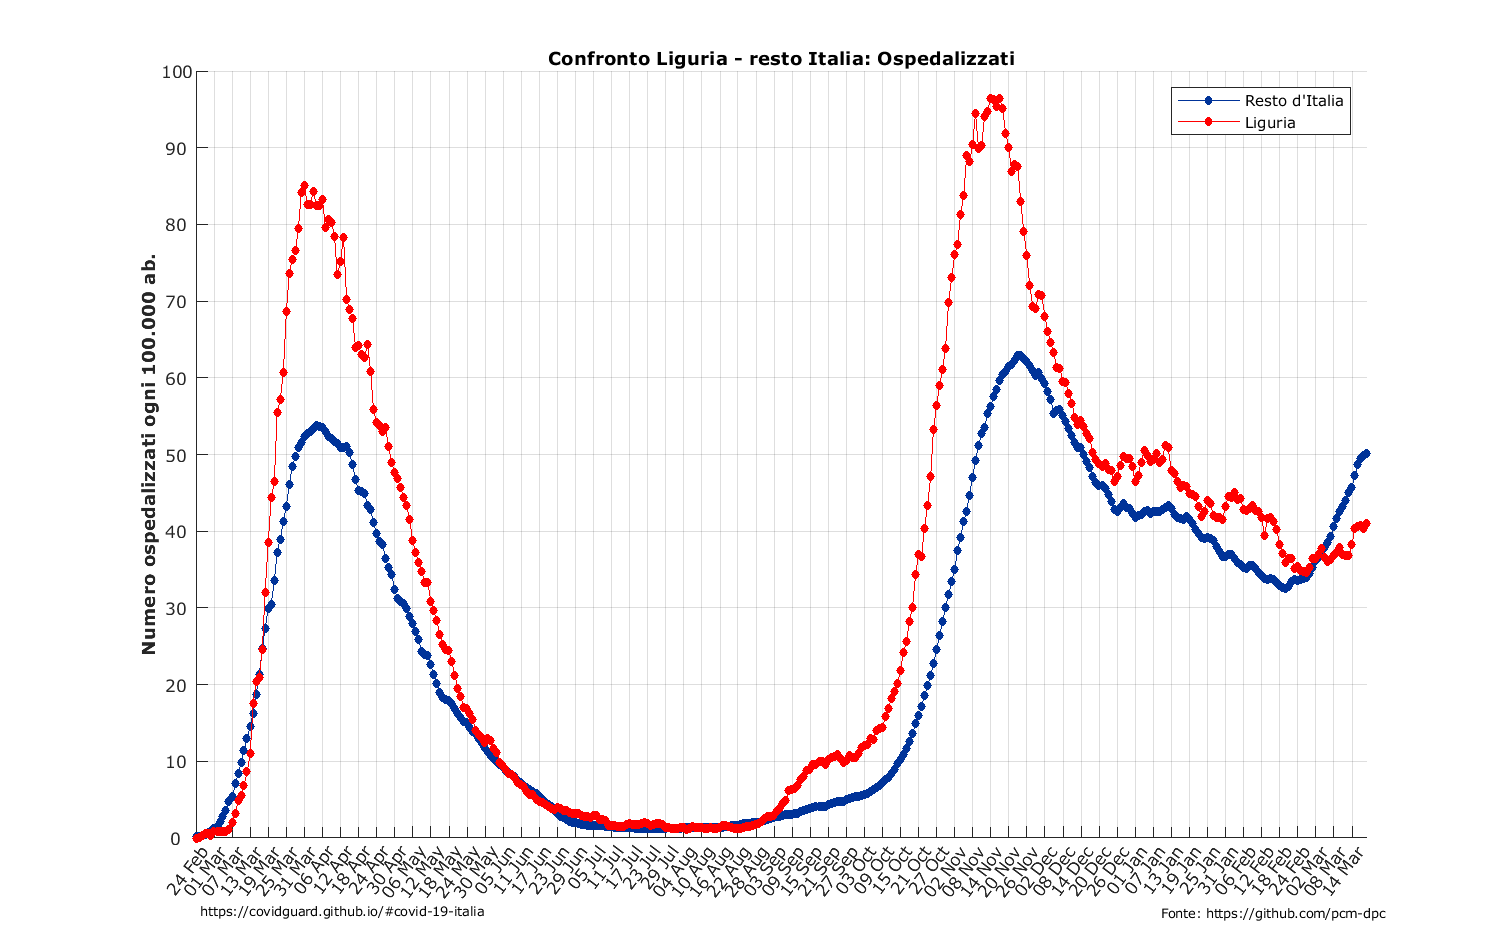 Confronto Liguria - resto Italia: Ospedalizzati
Resto d'Italia
Liguria
Numero ospedalizzati ogni 100.000 ab.
100
90
80
70
60
50
40
30
20
10
0
24 Feb
01 Mar
07 Mar
13 Mar
19 Mar
25 Mar
31 Mar
06 Apr
12 Apr
18 Apr
24 Apr
30 Apr
06 May
12 May
18 May
24 May
30 May
05 Jun
11 Jun
17 Jun
23 Jun
29 Jun
05 Jul
11 Jul
17 Jul
23 Jul
29 Jul
04 Aug
10 Aug
16 Aug
22 Aug
28 Aug
03 Sep
09 Sep
15 Sep
21 Sep
27 Sep
03 Oct
09 Oct
15 Oct
21 Oct
27 Oct
02 Nov
08 Nov
14 Nov
20 Nov
26 Nov
02 Dec
08 Dec
14 Dec
20 Dec
26 Dec
01 Jan
07 Jan
13 Jan
19 Jan
25 Jan
31 Jan
06 Feb
12 Feb
18 Feb
24 Feb
02 Mar
08 Mar
14 Mar
https://covidguard.github.io/#covid-19-italia
Fonte: https://github.com/pcm-dpc